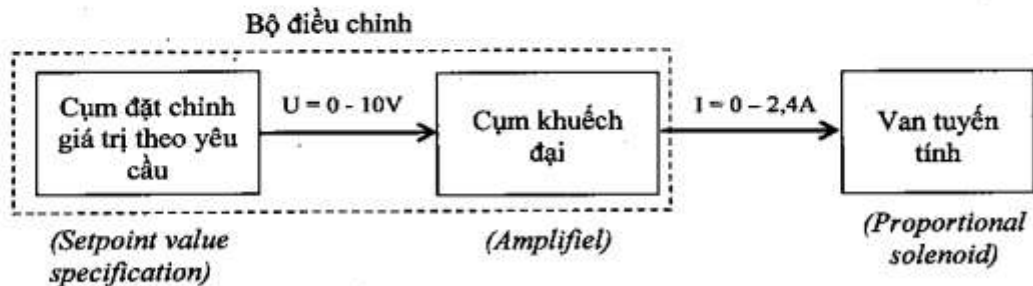 Bộ điều chỉnh
Cụm đặt chỉnh
giá trị theo yêu
cầu
U = 0 - 10V
Cụm khuếch
đại
I = 0 – 2,4A
Van tuyến
tính
(Setpoint value
specification)
(Amplifiel)
(Proportional
solenoid)